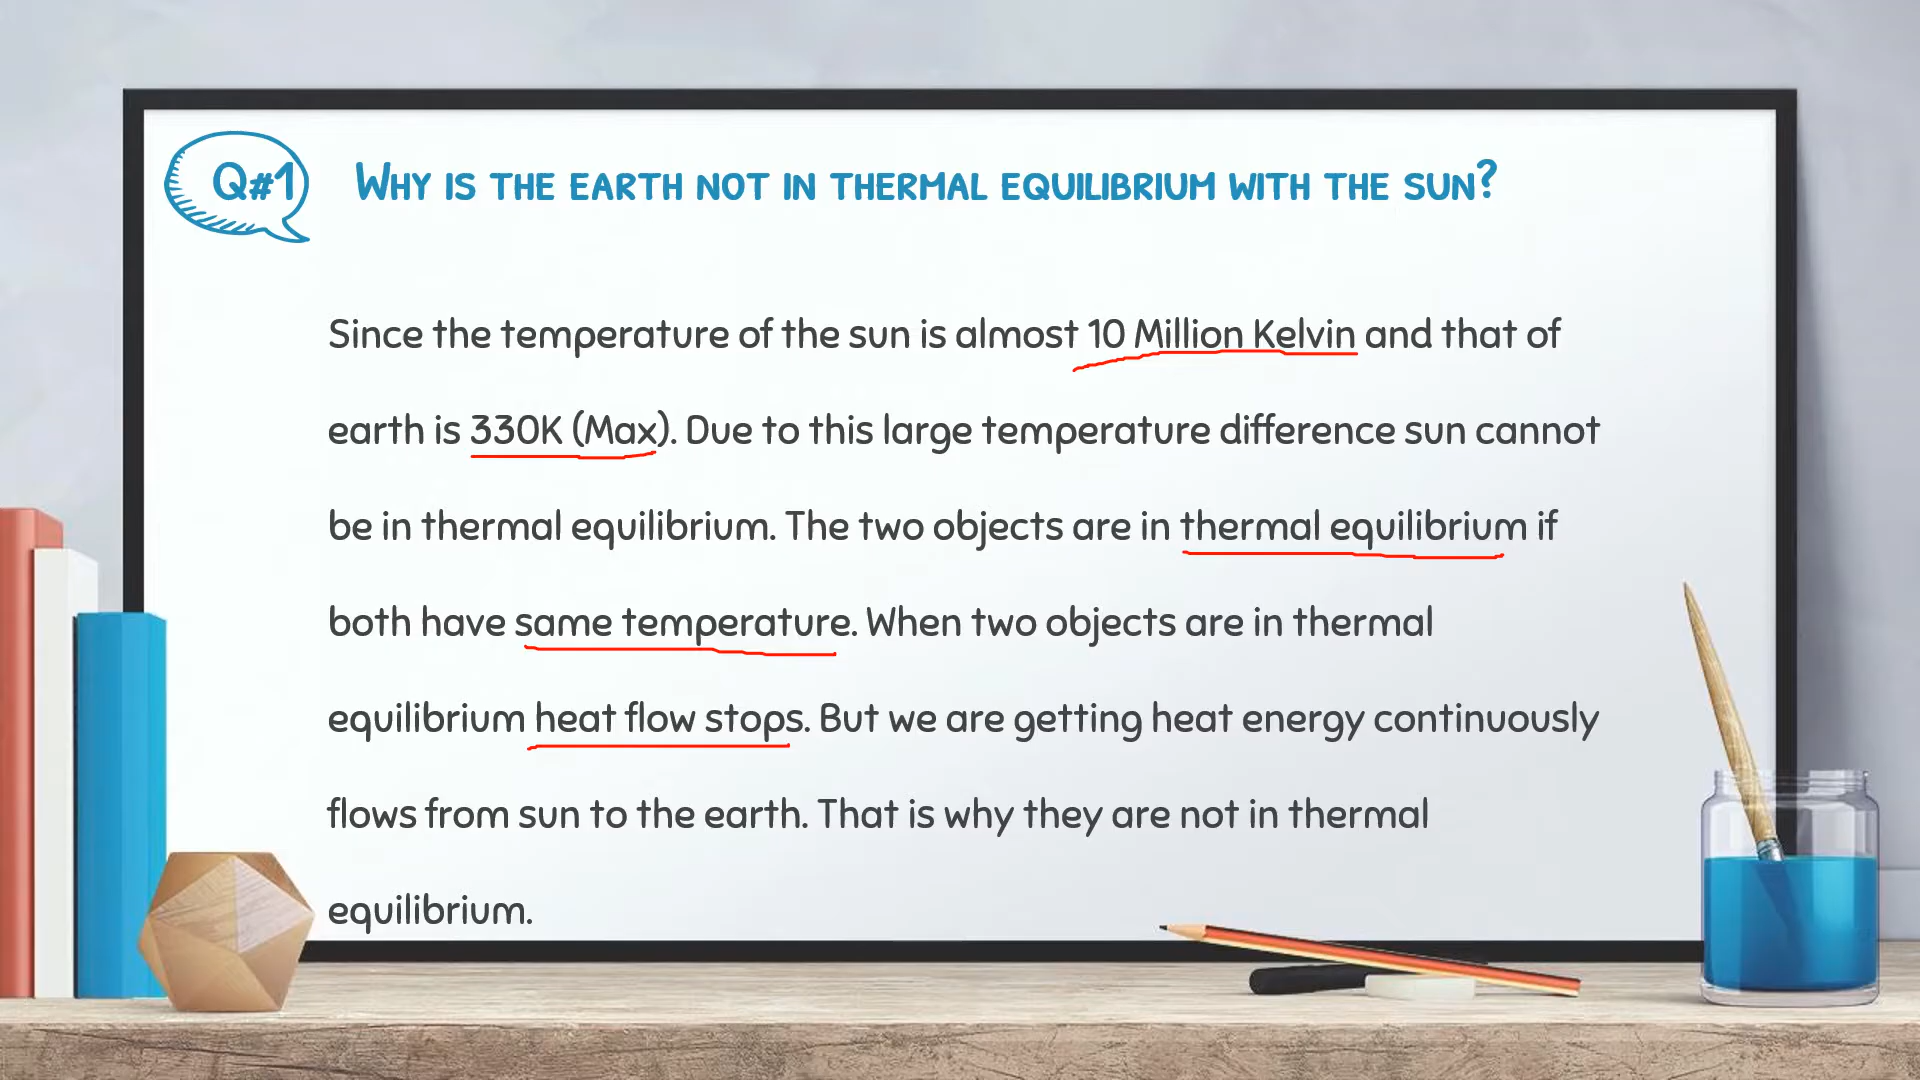 Q#1 WHY IS THE EARTH NOT IN THERMAL EQUILIBRIUM WITH THE SUN?
Since the temperature of the sun is almost 10 Million Kelvin and that of
earth is 330K (Max). Due to this large temperature difference sun cannot
be in thermal equilibrium. The two objects are in thermal equilibrium if
both have same temperature. When two objects are in thermal
equilibrium heat flow stops. But we are getting heat energy continuously
flows from sun to the earth. That is why they are not in thermal
equilibrium.